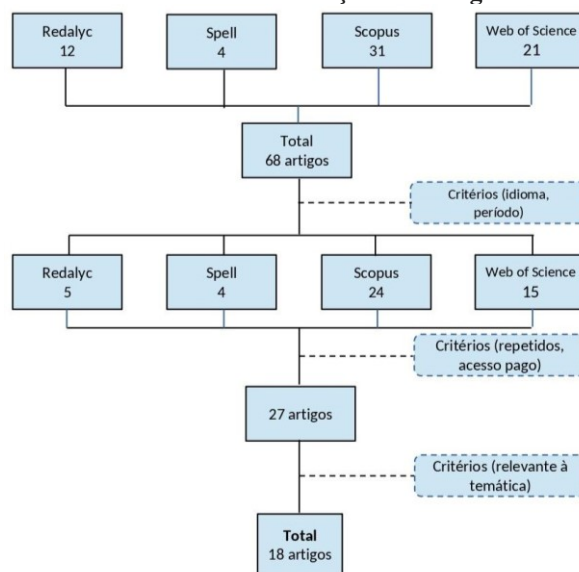 Redalyc
12
Spell
4
Scopus
31
Web of Science
21
Total
68 artigos
Critérios (idioma,
período)
Redalyc
5
Spell
4
Scopus
24
Web of Science
15
Critérios (repetidos,
acesso pago)
27 artigos
Critérios (relevante à
temática)
Total
18 artigos